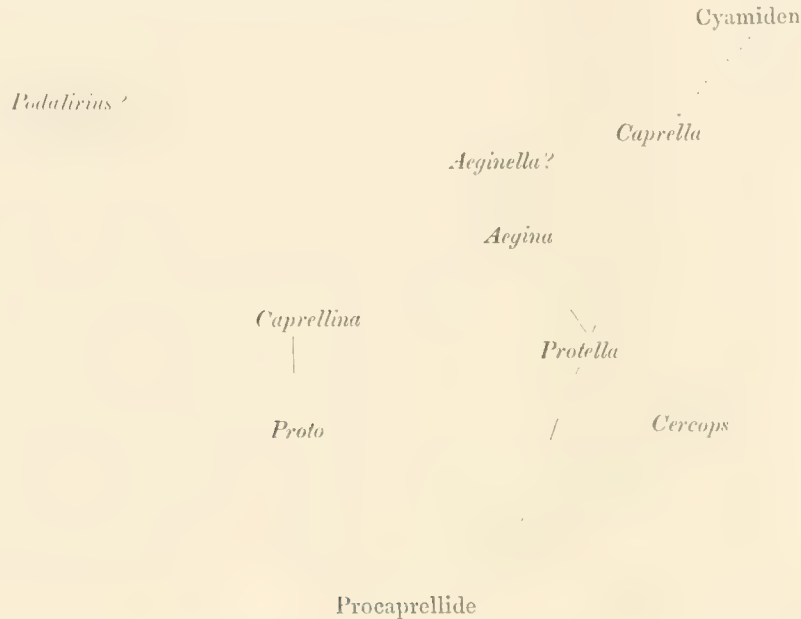 Cyamiden
Podalirius?
Caprella
Aeginella?
Aegina
Caprellina
Protella
Cercops
Proto
Procaprellide